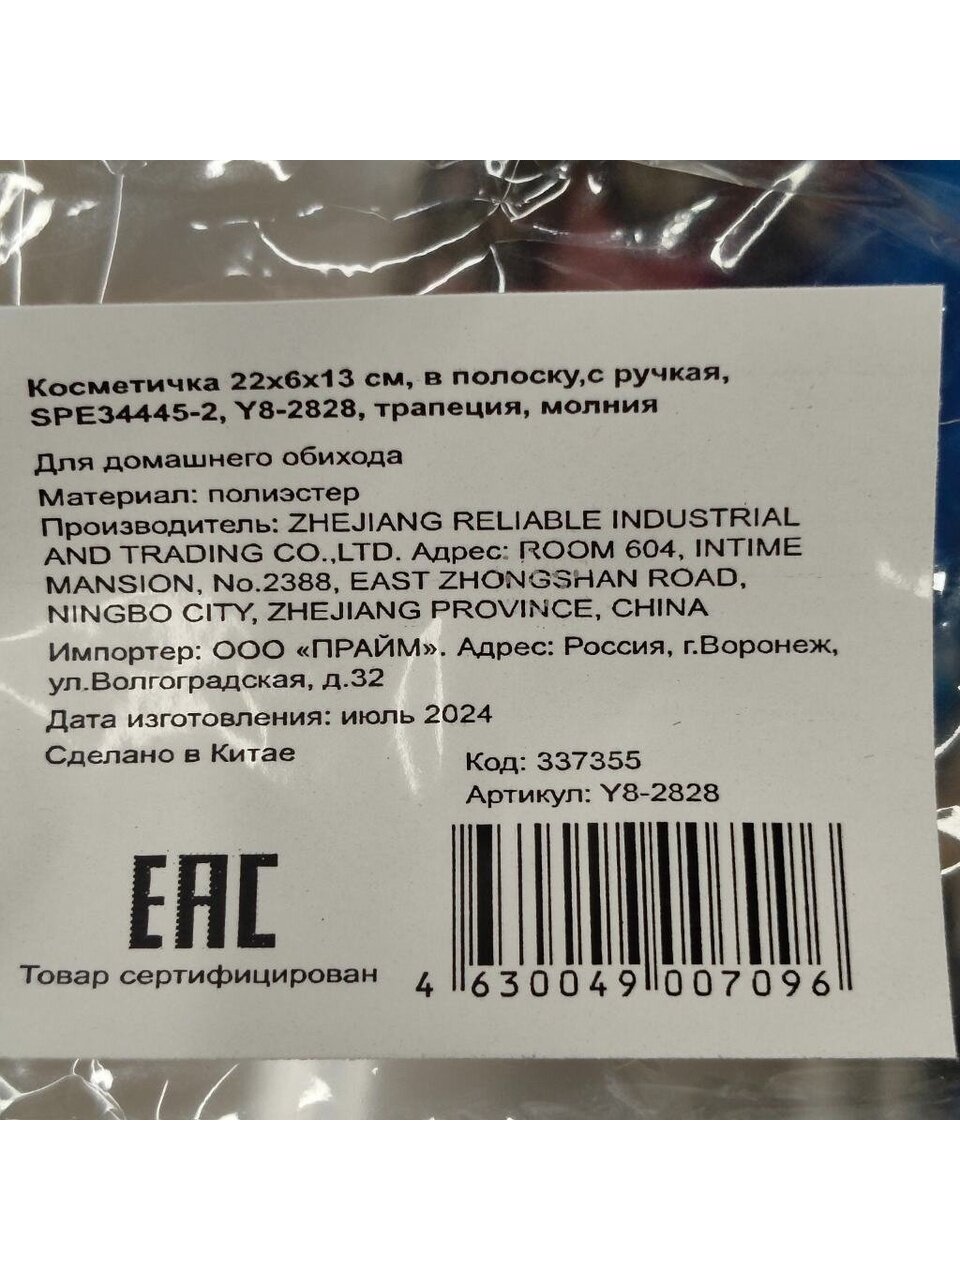 Косметичка 22х6х13 см, в полоску,с ручкая,
SPE34445-2, Y8-2828, трапеция, молния
Для домашнего обихода
Материал: полиэстер
Производитель: ZHEJIANG RELIABLE INDUSTRIAL
AND TRADING CO.,LTD. Адрес: ROOM 604, INTIME
MANSION, No.2388, EAST ZHONGSHAN ROAD,
NINGBO CITY, ZHEJIANG PROVINCE, CHINA
Импортер: ООО «ПРАЙМ». Адрес: Россия, г.Воронеж,
ул.Волгоградская, д.32
Дата изготовления: июль 2024
Сделано в Китае
Код: 337355
Артикул: Y8-2828
EAC
Товар сертифицирован
4 630049 007096